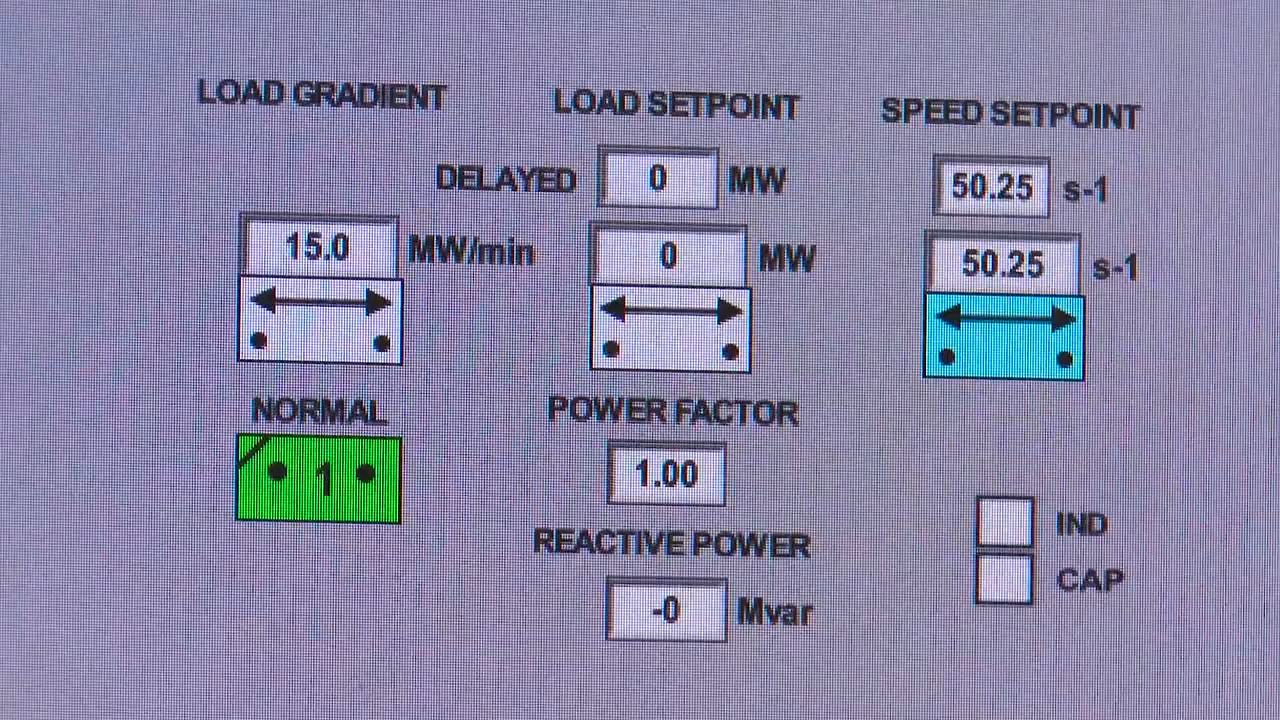 LOAD GRADIENT LOAD SETPOINT SPEED SETPOINT
DELAYED 0 MW 50.25 s-1
15.0 MW/min 0 MW 50.25 s-1
NORMAL POWER FACTOR
1 1.00
IND
REACTIVE POWER
CAP
-0 Mvar